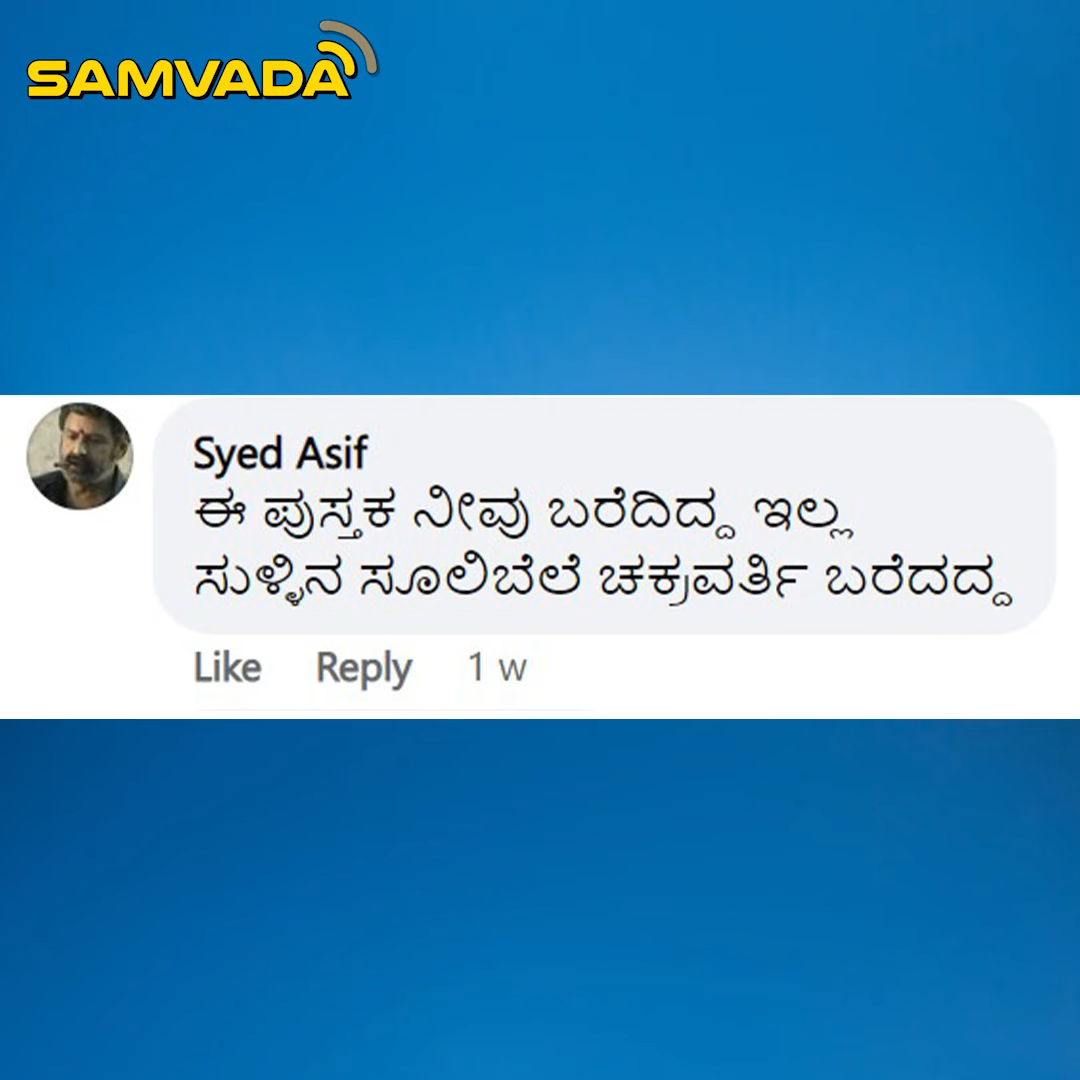 SAMVADA
Syed Asif
ಈ ಪುಸ್ತಕ ನೀವು ಬರೆದಿದ್ದ ಇಲ್ಲ
ಸುಳ್ಳಿನ ಸೂಲಿಬೆಲೆ ಚಕ್ರವರ್ತಿ ಬರೆದದ್ದ
Like Reply 1 w